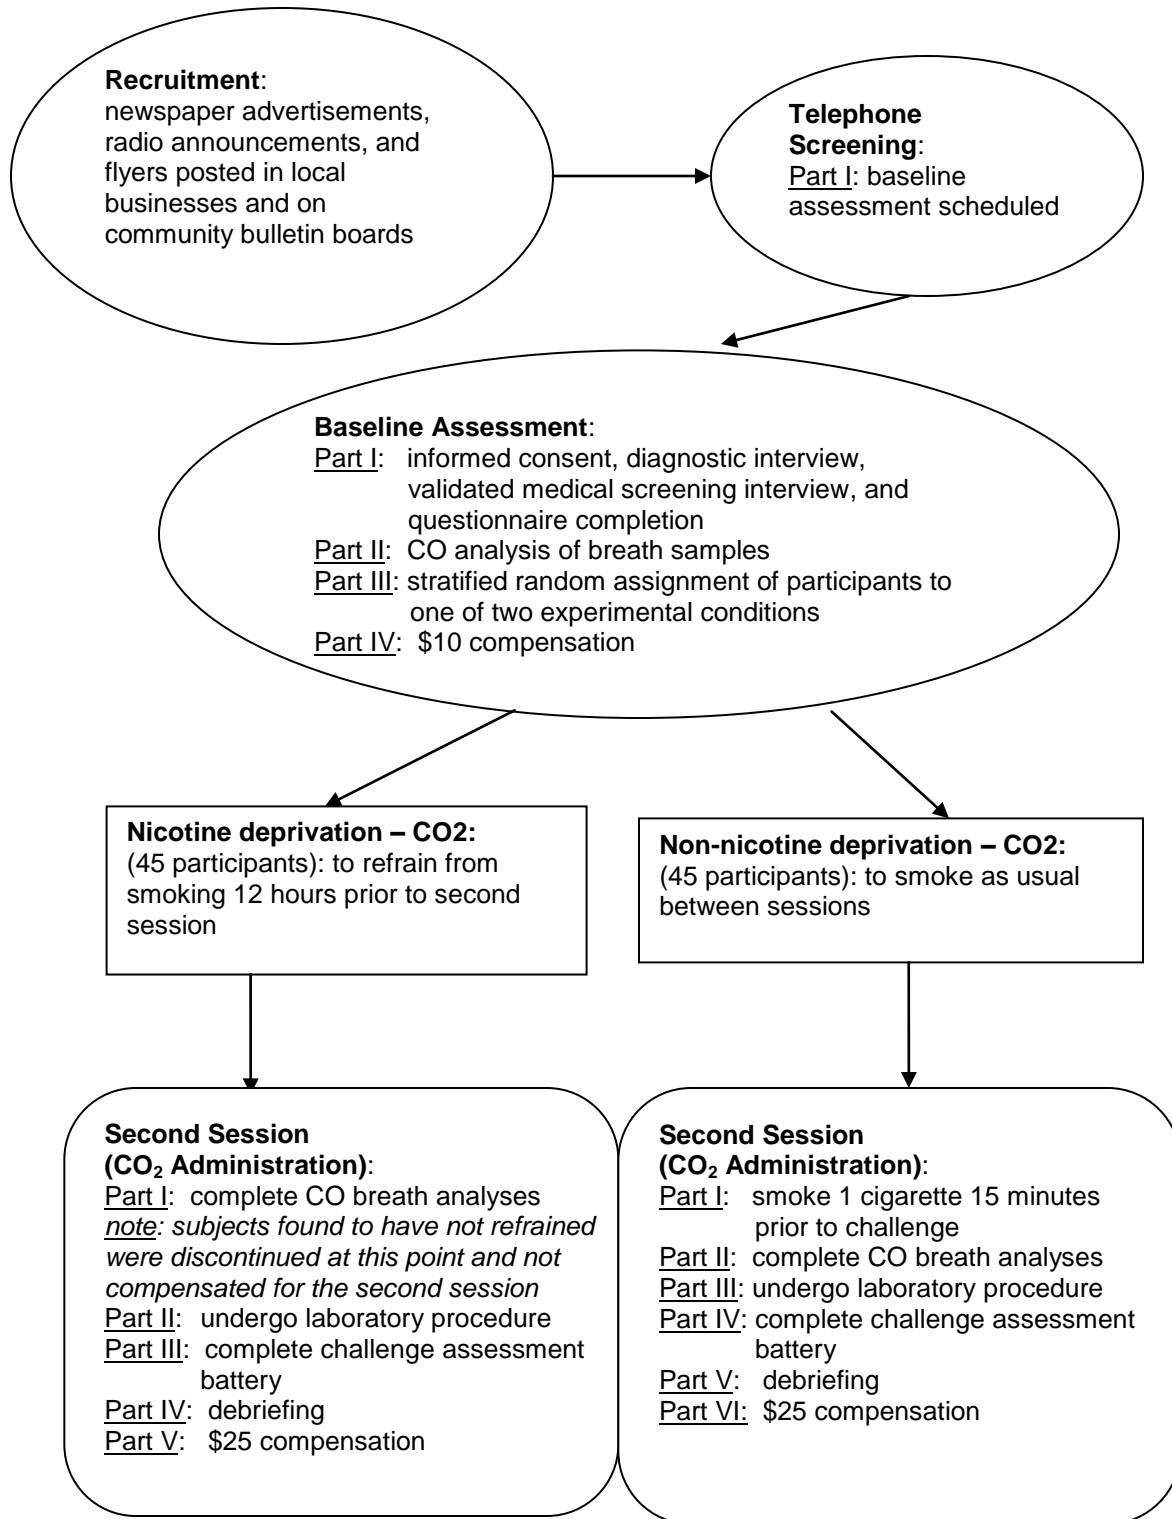 Recruitment:
newspaper advertisements,
radio announcements, and
flyers posted in local
businesses and on
community bulletin boards
Telephone
Screening:
Part I: baseline
assessment scheduled
Baseline Assessment:
Part I: informed consent, diagnostic interview,
validated medical screening interview, and
questionnaire completion
Part II: CO analysis of breath samples
Part III: stratified random assignment of participants to
one of two experimental conditions
Part IV: $10 compensation
Nicotine deprivation – CO2:
(45 participants): to refrain from
smoking 12 hours prior to second
session
Non-nicotine deprivation – CO2:
(45 participants): to smoke as usual
between sessions
Second Session
(CO₂ Administration):
Part I: complete CO breath analyses
note: subjects found to have not refrained
were discontinued at this point and not
compensated for the second session
Part II: undergo laboratory procedure
Part III: complete challenge assessment
battery
Part IV: debriefing
Part V: $25 compensation
Second Session
(CO₂ Administration):
Part I: smoke 1 cigarette 15 minutes
prior to challenge
Part II: complete CO breath analyses
Part III: undergo laboratory procedure
Part IV: complete challenge assessment
battery
Part V: debriefing
Part VI: $25 compensation